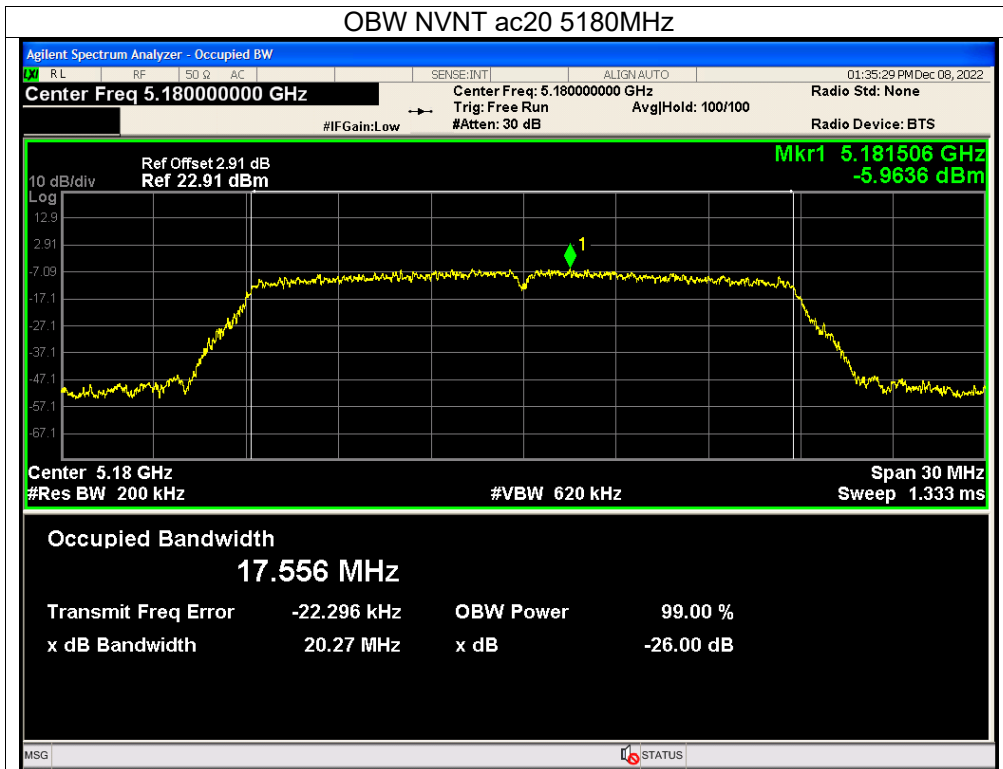 OBW NVNT ac20 5180MHz
Agilent Spectrum Analyzer - Occupied BW
LXI RL RF 50 Ω AC SENSE:INT ALIGN AUTO 01:35:29 PM Dec 08, 2022
Center Freq 5.180000000 GHz Center Freq: 5.180000000 GHz Radio Std: None
Trig: Free Run Avg|Hold: 100/100
#IFGain:Low #Atten: 30 dB Radio Device: BTS
Mkr1 5.181506 GHz
-5.9636 dBm
Ref Offset 2.91 dB
10 dB/div Ref 22.91 dBm
Log
12.9
2.91
1
-7.09
-17.1
-27.1
-37.1
-47.1
-57.1
-67.1
Center 5.18 GHz Span 30 MHz
#Res BW 200 kHz #VBW 620 kHz Sweep 1.333 ms
Occupied Bandwidth
17.556 MHz
Transmit Freq Error -22.296 kHz OBW Power 99.00 %
x dB Bandwidth 20.27 MHz x dB -26.00 dB
MSG STATUS